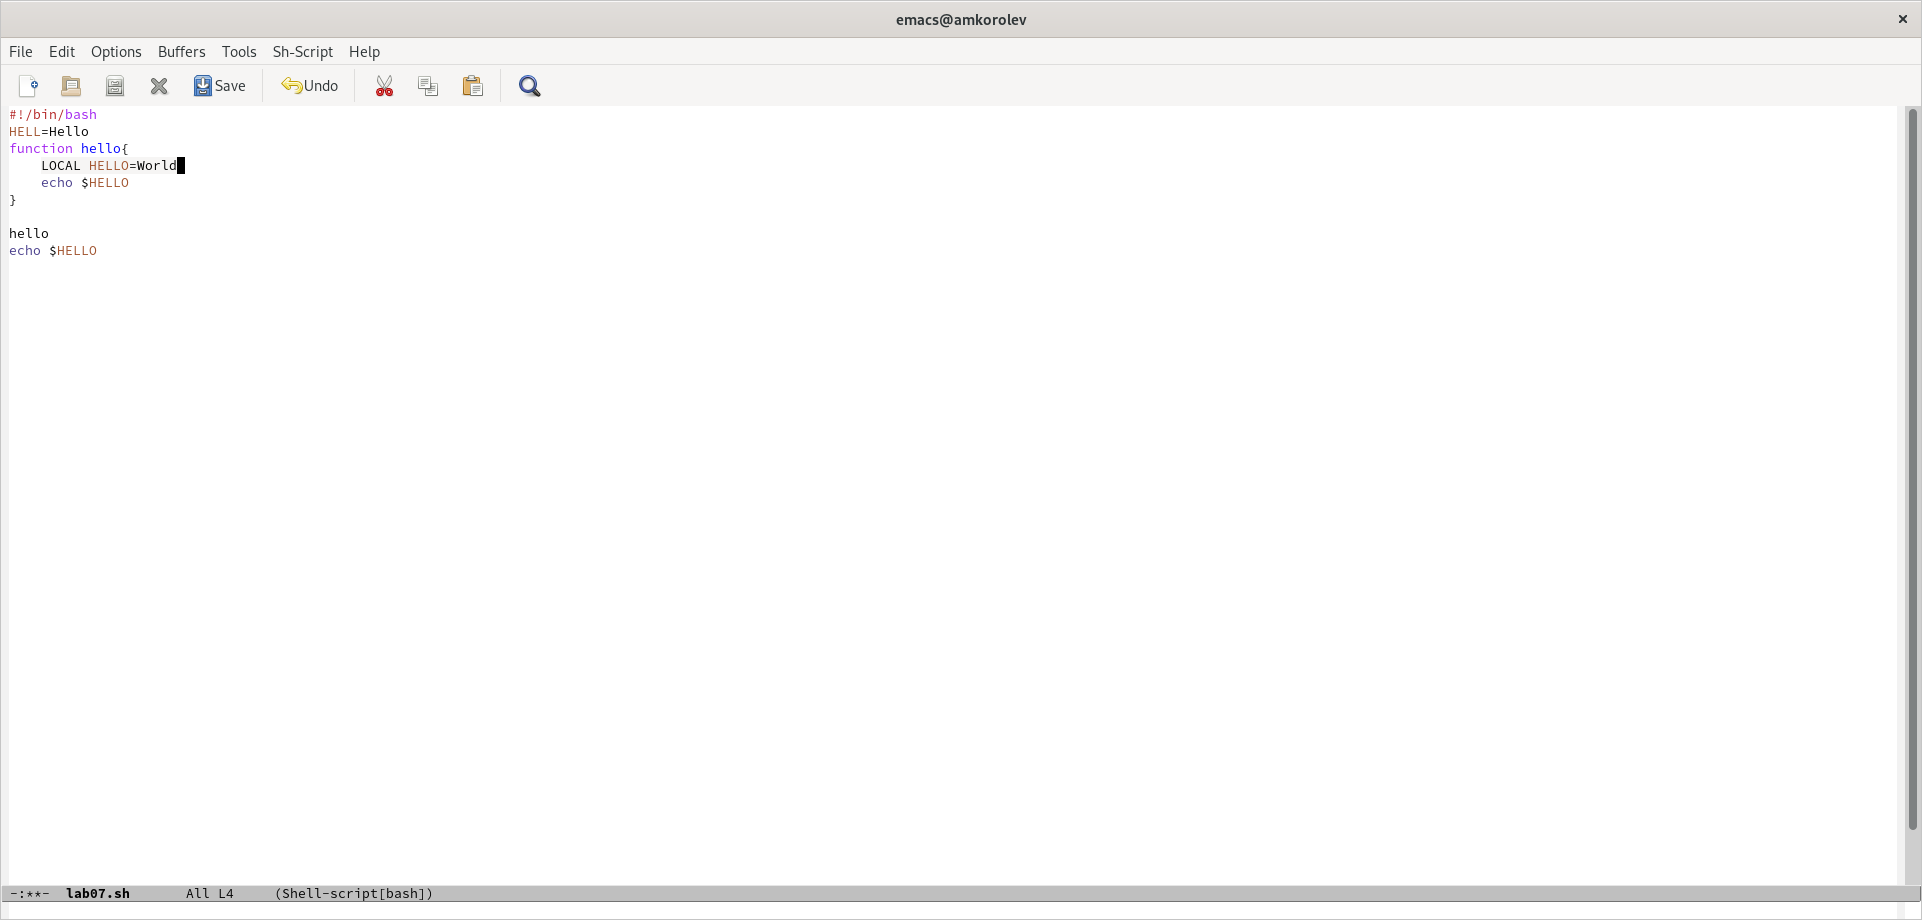 emacs@amkorolev ×
File Edit Options Buffers Tools Sh-Script Help
Save Undo
#!/bin/bash
HELL=Hello
function hello{
    LOCAL HELLO=World
    echo $HELLO
}
hello
echo $HELLO
-:**- lab07.sh All L4 (Shell-script[bash])